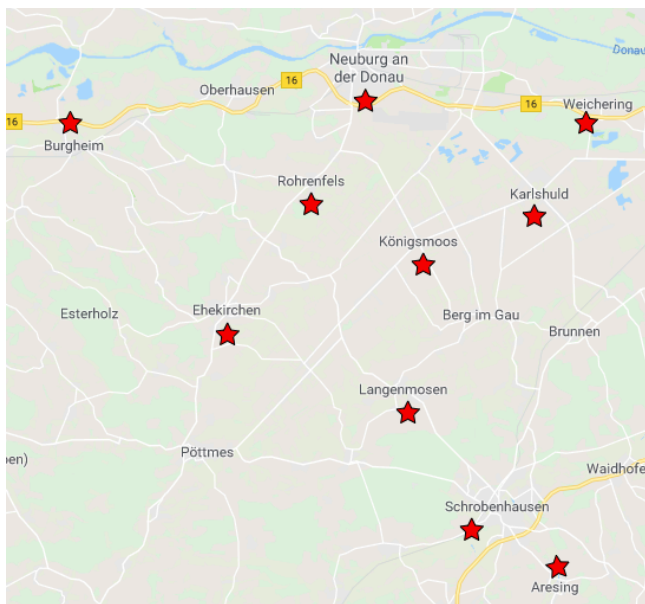 Donau
Neuburg an
der Donau
16
Oberhausen
16
16
Weichering
Burgheim
Rohrenfels
Karlshuld
Königsmoos
Esterholz
Ehekirchen
Berg im Gau
Brunnen
Langenmosen
Pöttmes
en)
Waidhofe
Schrobenhausen
Aresing